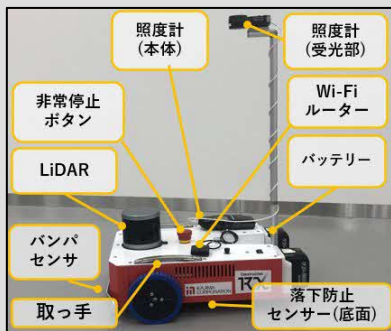 照度計
(本体)
照度計
(受光部)
非常停止
ボタン
Wi-Fi
ルーター
LiDAR
バッテリー
バンパ
センサ
取っ手
落下防止
センサー(底面)
KAJIMA
CORPORATION